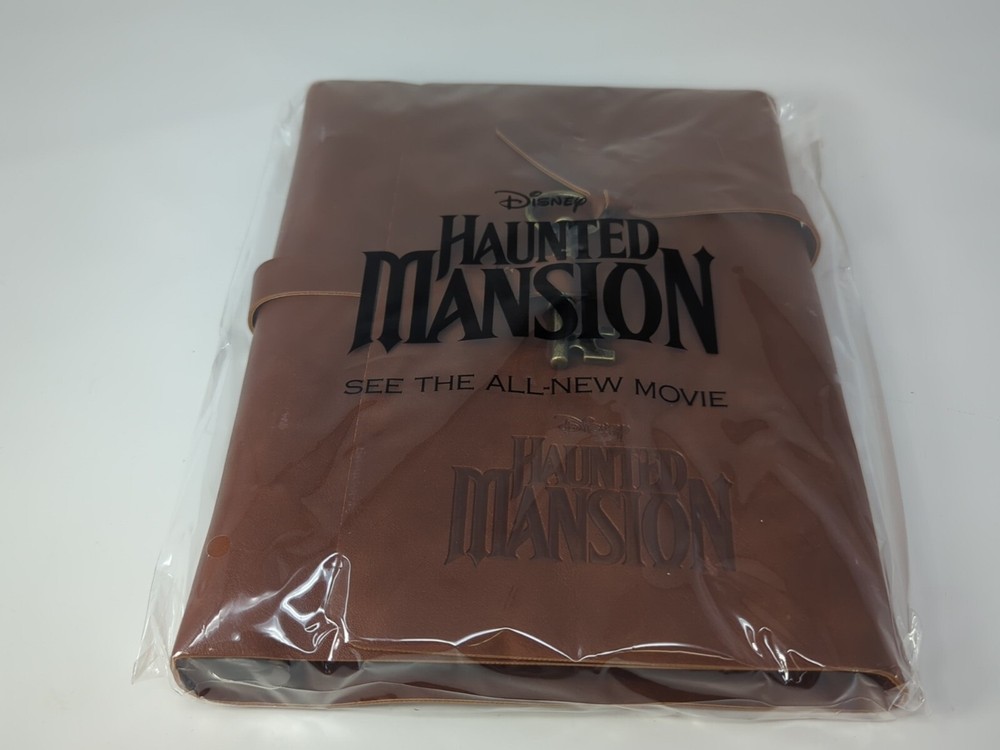 Disney
HAUNTED
MANSION
SEE THE ALL-NEW MOVIE
Disney
HAUNTED
MANSION